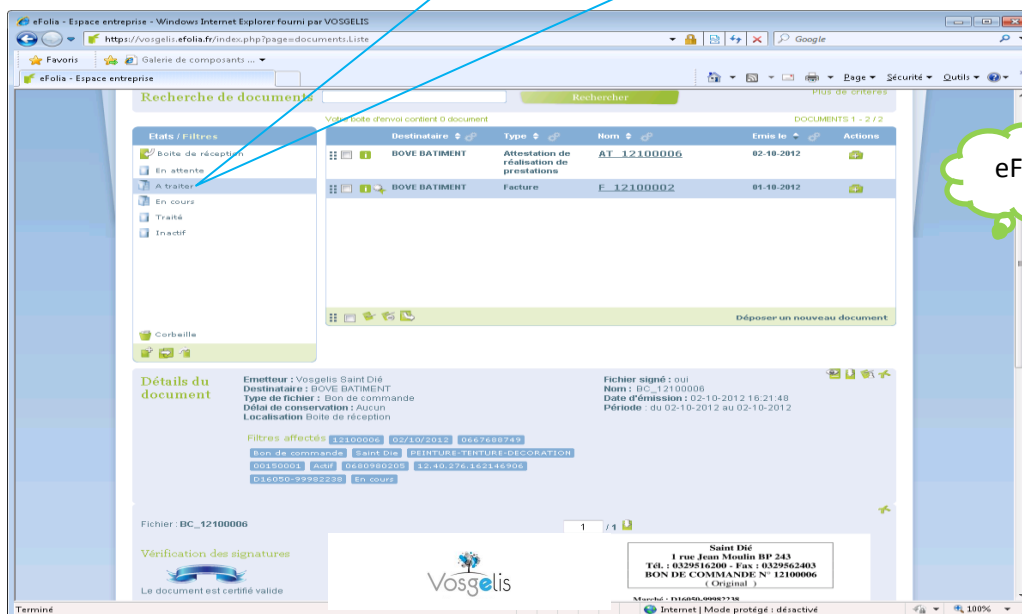 eFolia - Espace entreprise - Windows Internet Explorer fourni par VOSGELIS
https://vosgelis.efolia.fr/index.php?page=documents.Liste
Google
Favoris Galerie de composants ...
eFolia - Espace entreprise
Page Sécurité Outils
Recherche de documents Rechercher Plus de critères
Votre boite d'envoi contient 0 document DOCUMENTS 1 - 2 / 2
Etats / Filtres
Boite de réception
En attente
A traiter
En cours
Traité
Inactif
Corbeille
Destinataire Type Nom Emis le Actions
BOVE BATIMENT Attestation de réalisation de prestations AT_12100006 02-10-2012
BOVE BATIMENT Facture F_12100002 01-10-2012
Déposer un nouveau document
eF
Détails du document
Emetteur : Vosgelis Saint Dié
Destinataire : BOVE BATIMENT
Type de fichier : Bon de commande
Délai de conservation : Aucun
Localisation Boite de réception
Fichier signé : oui
Nom : BC_12100006
Date d'émission : 02-10-2012 16:21:48
Période : du 02-10-2012 au 02-10-2012
Filtres affectés 12100006 02/10/2012 0667688749
Bon de commande Saint Die PEINTURE-TENTURE-DECORATION
00150001 Actif 0680980205 12.40.276.162146906
D16050-99982238 En cours
Fichier : BC_12100006
1 / 1
Vérification des signatures
Le document est certifié valide
Vosgelis
Saint Dié
1 rue Jean Moulin BP 243
Tél. : 0329516200 - Fax : 0329562403
BON DE COMMANDE N° 12100006
( Original )
Marché : D16050-99982238
Terminé
Internet | Mode protégé : désactivé
100%